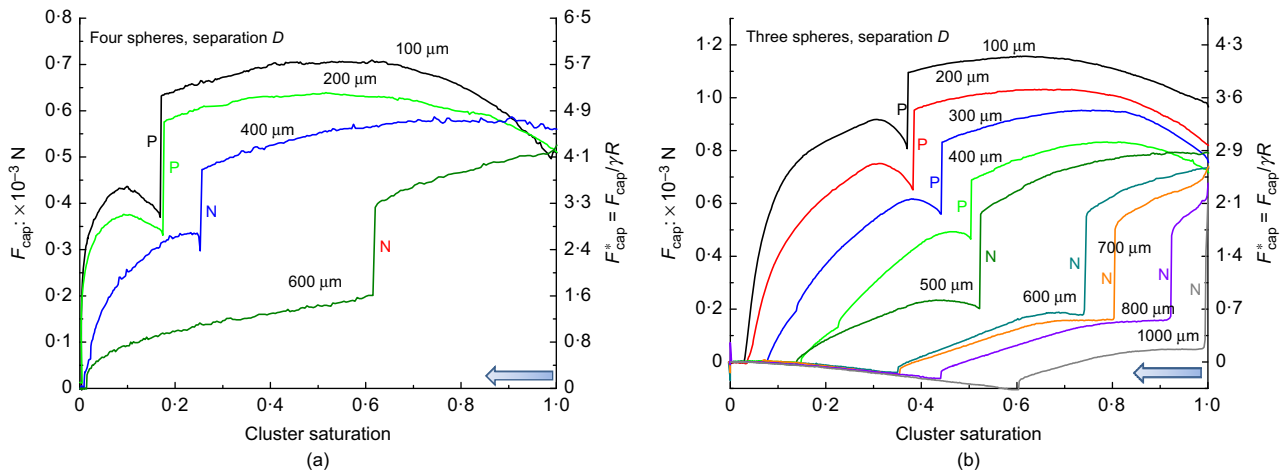 Four spheres, separation D
100 μm
200 μm
400 μm
600 μm
P
P
N
N
F_cap: ×10⁻³ N
0·8
0·7
0·6
0·5
0·4
0·3
0·2
0·1
0
F*_cap = F_cap/γR
6·5
5·7
4·9
4·1
3·3
2·4
1·6
0·8
0
0
0·2
0·4
0·6
0·8
1·0
Cluster saturation
(a)
Three spheres, separation D
100 μm
200 μm
300 μm
400 μm
500 μm
600 μm
700 μm
800 μm
1000 μm
P
P
P
P
N
N
N
N
N
F_cap: ×10⁻³ N
1·2
1·0
0·8
0·6
0·4
0·2
0
F*_cap = F_cap/γR
4·3
3·6
2·9
2·1
1·4
0·7
0
0
0·2
0·4
0·6
0·8
1·0
Cluster saturation
(b)